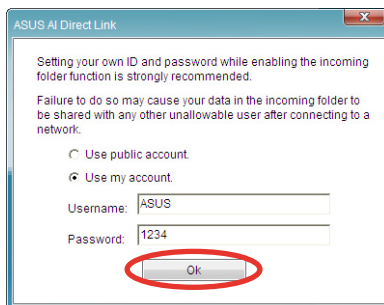 ASUS AI Direct Link
Setting your own ID and password while enabling the incoming
folder function is strongly recommended.
Failure to do so may cause your data in the incoming folder to
be shared with any other unallowable user after connecting to a
network.
Use public account.
Use my account.
Username: ASUS
Password: 1234
Ok